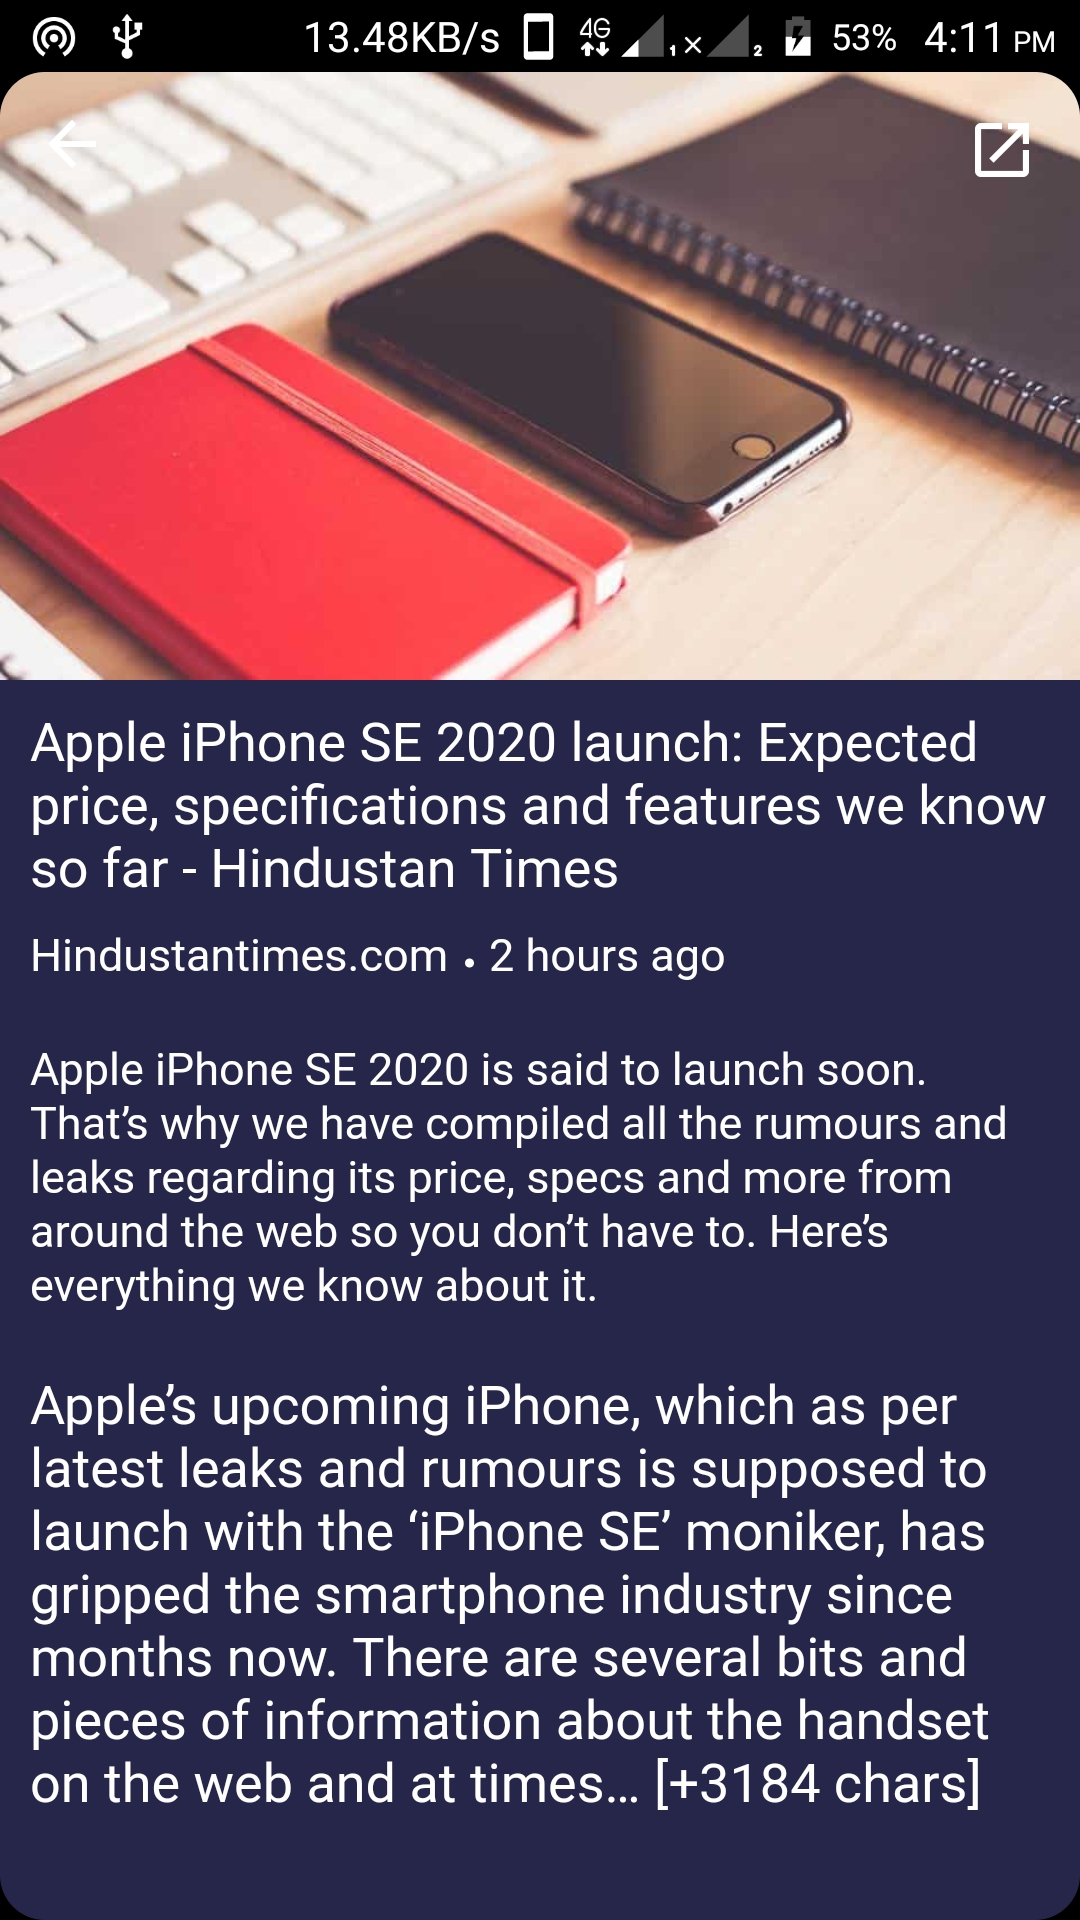 13.48KB/s 4G 1 2 53% 4:11 PM
Apple iPhone SE 2020 launch: Expected
price, specifications and features we know
so far - Hindustan Times
Hindustantimes.com • 2 hours ago
Apple iPhone SE 2020 is said to launch soon.
That’s why we have compiled all the rumours and
leaks regarding its price, specs and more from
around the web so you don’t have to. Here’s
everything we know about it.
Apple’s upcoming iPhone, which as per
latest leaks and rumours is supposed to
launch with the ‘iPhone SE’ moniker, has
gripped the smartphone industry since
months now. There are several bits and
pieces of information about the handset
on the web and at times… [+3184 chars]